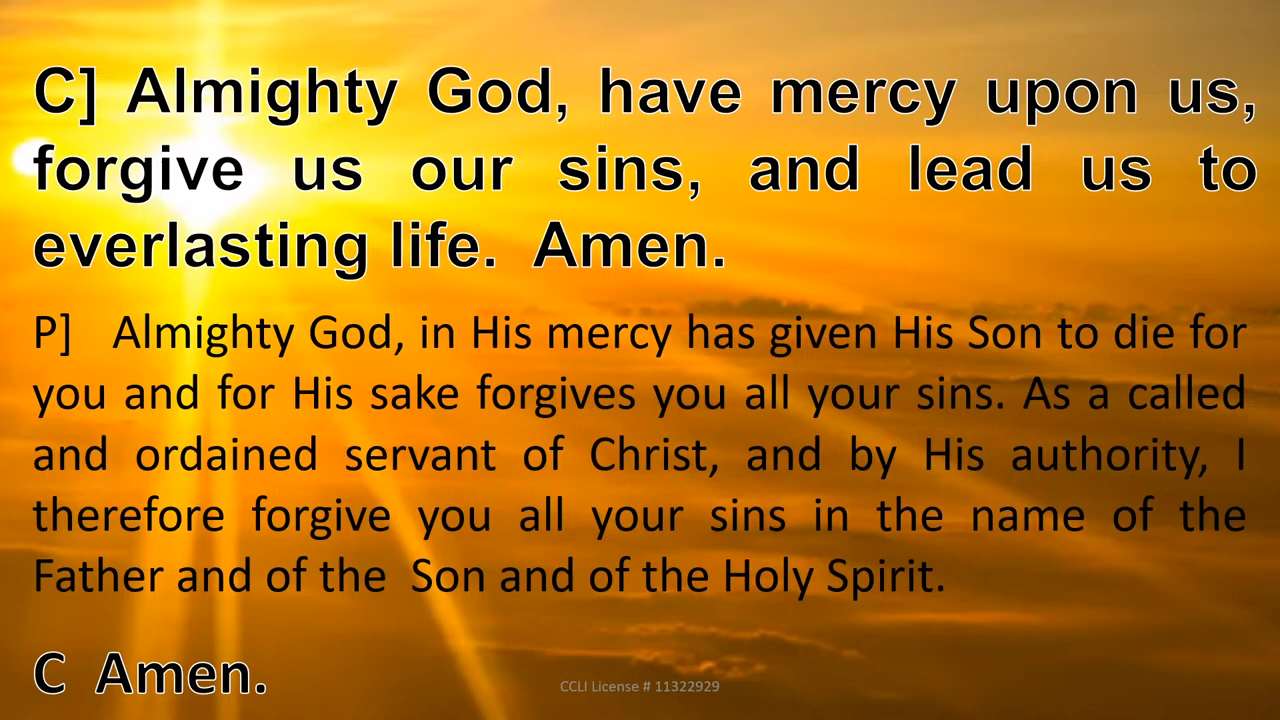 C] Almighty God, have mercy upon us,
forgive us our sins, and lead us to
everlasting life.  Amen.
P]   Almighty God, in His mercy has given His Son to die for
you and for His sake forgives you all your sins. As a called
and ordained servant of Christ, and by His authority, I
therefore forgive you all your sins in the name of the
Father and of the  Son and of the Holy Spirit.
C  Amen.
CCLI License # 11322929